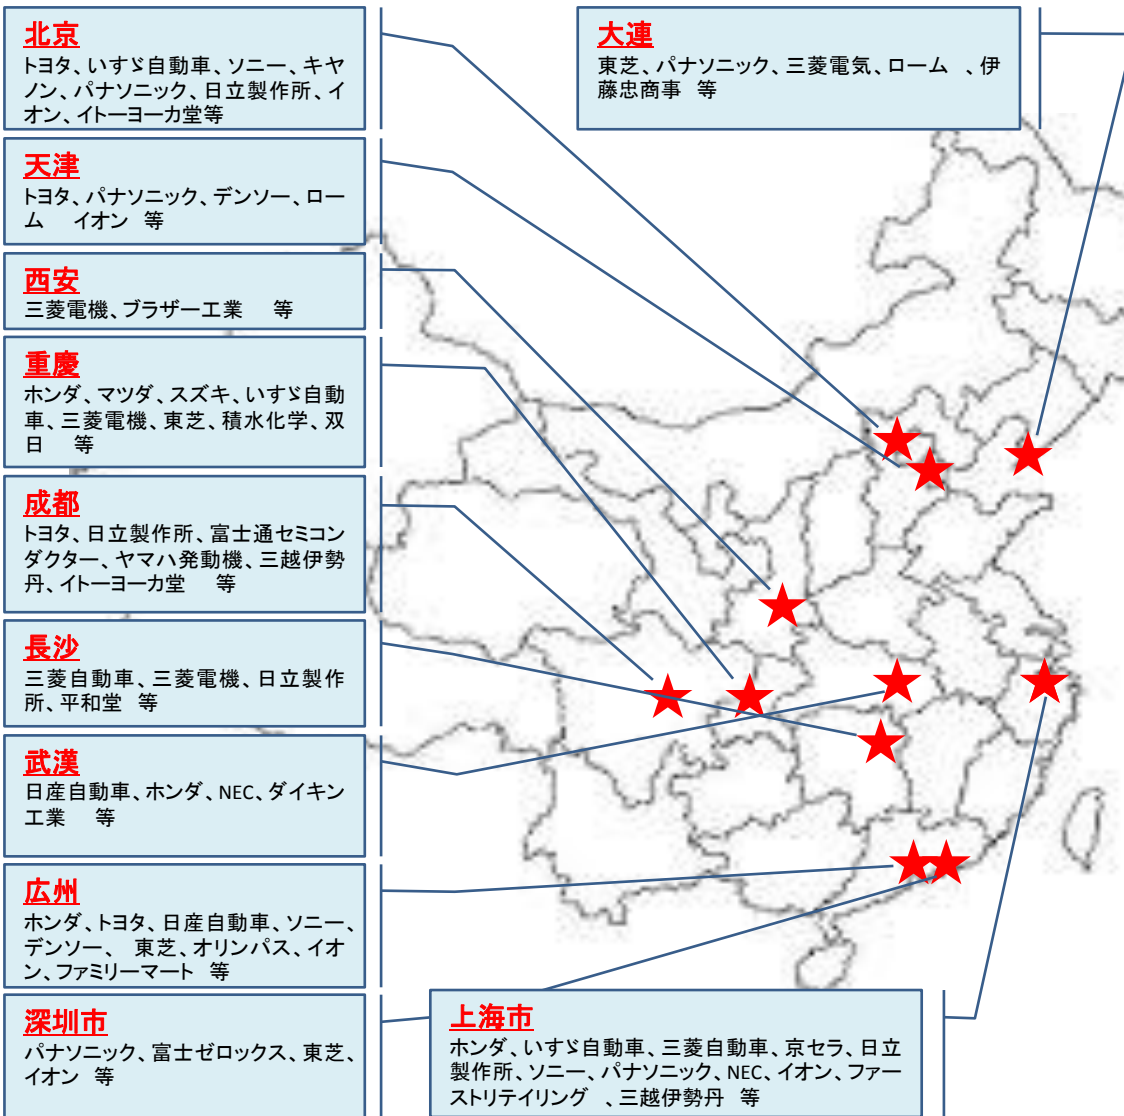 北京
トヨタ、いすゞ自動車、ソニー、キヤ
ノン、パナソニック、日立製作所、イ
オン、イトーヨーカ堂等
大連
東芝、パナソニック、三菱電気、ローム 、伊
藤忠商事 等
天津
トヨタ、パナソニック、デンソー、ロー
ム イオン 等
西安
三菱電機、ブラザー工業 等
重慶
ホンダ、マツダ、スズキ、いすゞ自動
車、三菱電機、東芝、積水化学、双
日 等
成都
トヨタ、日立製作所、富士通セミコン
ダクター、ヤマハ発動機、三越伊勢
丹、イトーヨーカ堂 等
長沙
三菱自動車、三菱電機、日立製作
所、平和堂 等
武漢
日産自動車、ホンダ、NEC、ダイキン
工業 等
広州
ホンダ、トヨタ、日産自動車、ソニー、
デンソー、 東芝、オリンパス、イオ
ン、ファミリーマート 等
深圳市
パナソニック、富士ゼロックス、東芝、
イオン 等
上海市
ホンダ、いすゞ自動車、三菱自動車、京セラ、日立
製作所、ソニー、パナソニック、NEC、イオン、ファー
ストリテイリング 、三越伊勢丹 等